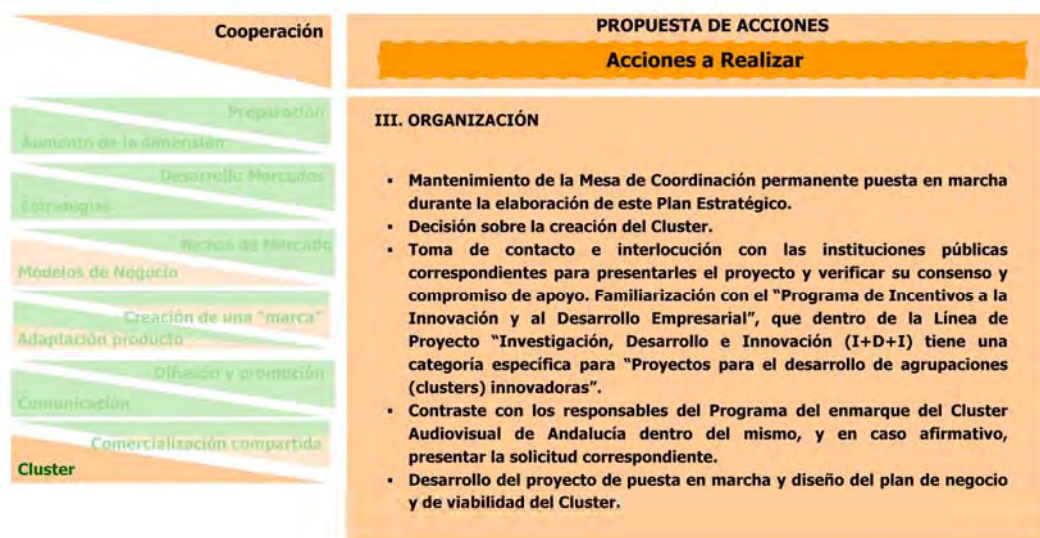 Cooperación
PROPUESTA DE ACCIONES
Acciones a Realizar
Preparación
Aumento de la dimensión
Desarrollo Mercados
Estrategias
Nichos de Mercado
Modelos de Negocio
Creación de una "marca"
Adaptación producto
Difusión y promoción
Comunicación
Comercialización compartida
Cluster
III. ORGANIZACIÓN
▪ Mantenimiento de la Mesa de Coordinación permanente puesta en marcha
durante la elaboración de este Plan Estratégico.
▪ Decisión sobre la creación del Cluster.
▪ Toma de contacto e interlocución con las instituciones públicas
correspondientes para presentarles el proyecto y verificar su consenso y
compromiso de apoyo. Familiarización con el "Programa de Incentivos a la
Innovación y al Desarrollo Empresarial", que dentro de la Línea de
Proyecto "Investigación, Desarrollo e Innovación (I+D+I) tiene una
categoría específica para "Proyectos para el desarrollo de agrupaciones
(clusters) innovadoras".
▪ Contraste con los responsables del Programa del enmarque del Cluster
Audiovisual de Andalucía dentro del mismo, y en caso afirmativo,
presentar la solicitud correspondiente.
▪ Desarrollo del proyecto de puesta en marcha y diseño del plan de negocio
y de viabilidad del Cluster.